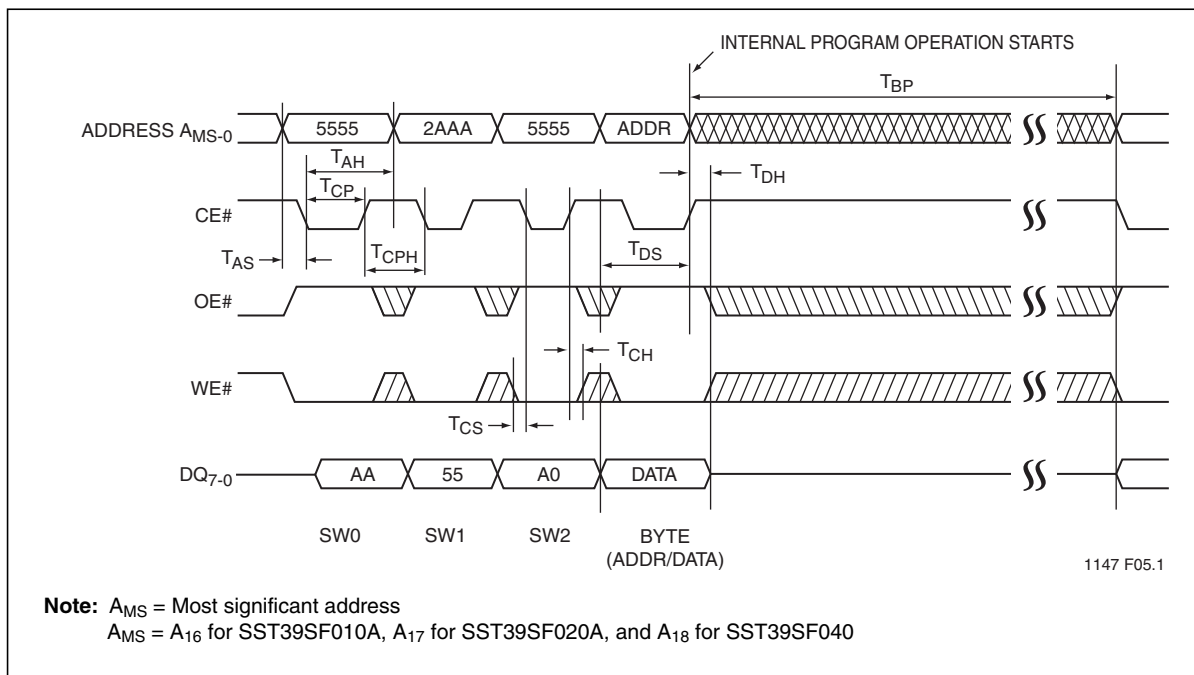 INTERNAL PROGRAM OPERATION STARTS
TBP
ADDRESS AMS-0
5555
2AAA
5555
ADDR
TAH
TDH
TCP
CE#
TAS
TCPH
TDS
OE#
TCH
WE#
TCS
DQ7-0
AA
55
A0
DATA
SW0
SW1
SW2
BYTE
(ADDR/DATA)
1147 F05.1
Note: AMS = Most significant address
AMS = A16 for SST39SF010A, A17 for SST39SF020A, and A18 for SST39SF040